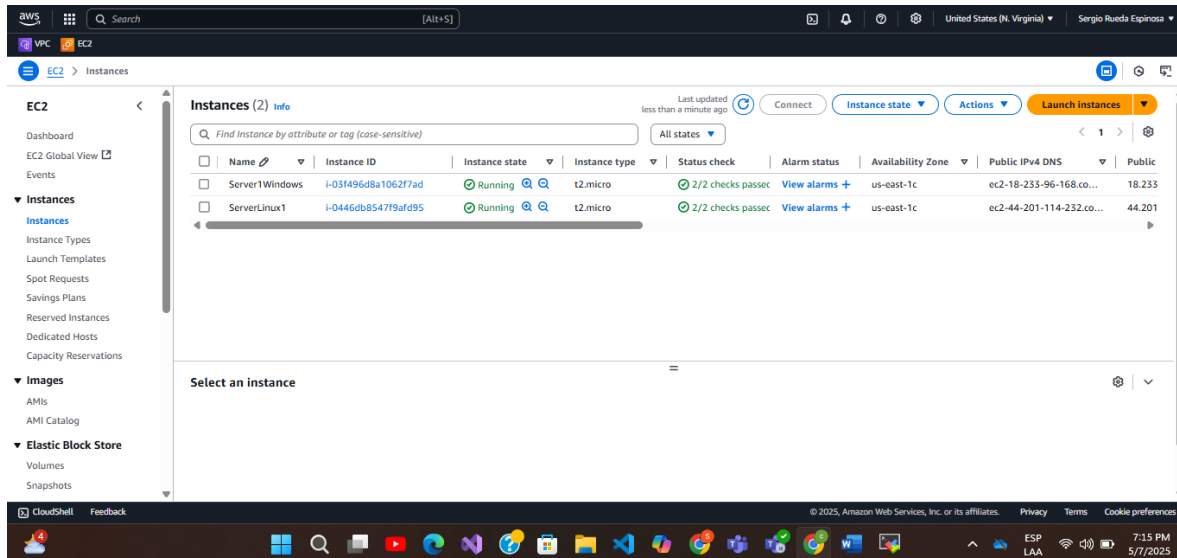 aws Search [Alt+S] United States (N. Virginia) ▼ Sergio Rueda Espinosa ▼
VPC EC2
EC2 > Instances
EC2
Dashboard
EC2 Global View
Events
▼ Instances
Instances
Instance Types
Launch Templates
Spot Requests
Savings Plans
Reserved Instances
Dedicated Hosts
Capacity Reservations
▼ Images
AMIs
AMI Catalog
▼ Elastic Block Store
Volumes
Snapshots
Instances (2) Info
Last updated
less than a minute ago
Connect Instance state ▼ Actions ▼ Launch instances ▼
Find Instance by attribute or tag (case-sensitive) All states ▼ < 1 >
Name Instance ID Instance state Instance type Status check Alarm status Availability Zone Public IPv4 DNS Public
Server1Windows i-03f496d8a1062f7ad Running t2.micro 2/2 checks passec View alarms + us-east-1c ec2-18-233-96-168.co... 18.233
ServerLinux1 i-0446db8547f9afd95 Running t2.micro 2/2 checks passec View alarms + us-east-1c ec2-44-201-114-232.co... 44.201
Select an instance
CloudShell Feedback © 2025, Amazon Web Services, Inc. or its affiliates. Privacy Terms Cookie preferences
4
ESP
LAA
7:15 PM
5/7/2025